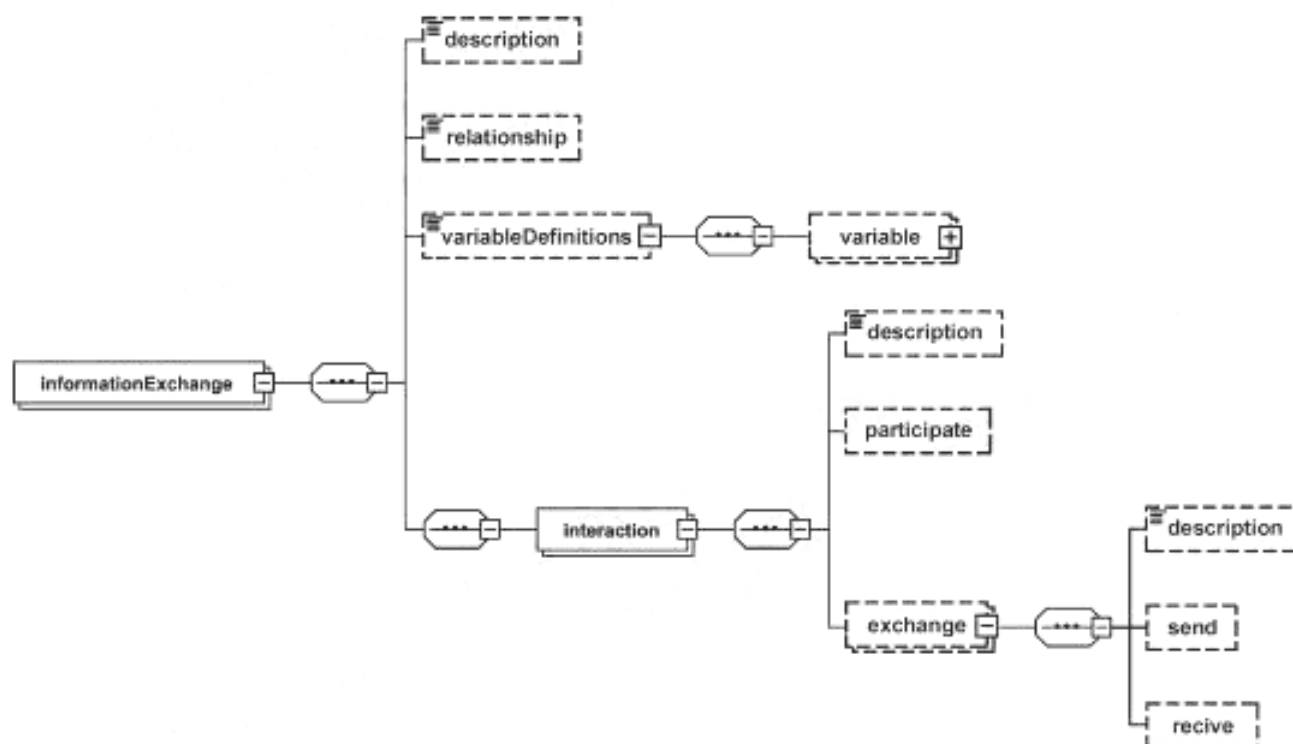 description
relationship
variableDefinitions
variable
informationExchange
description
participate
interaction
exchange
description
send
recive